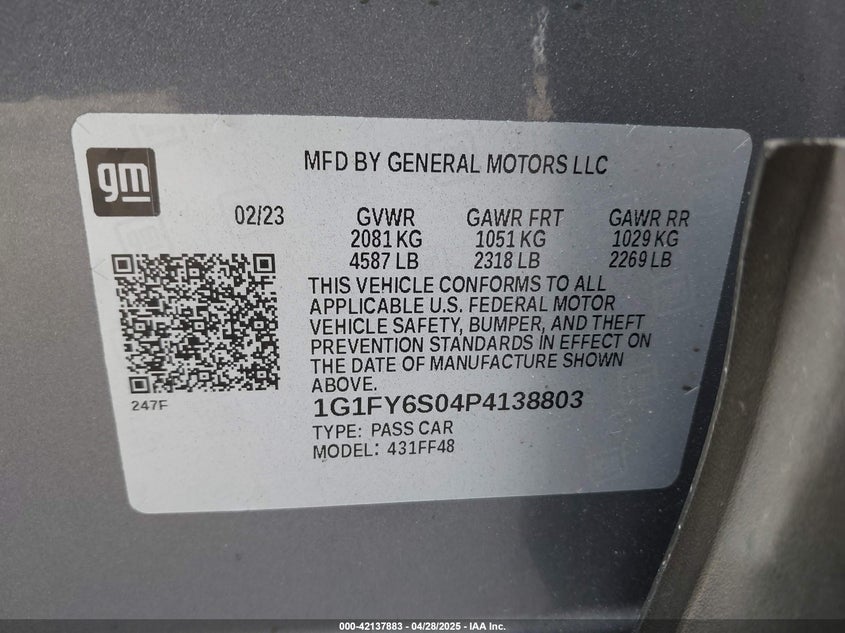 gm
MFD BY GENERAL MOTORS LLC
02/23 GVWR GAWR FRT GAWR RR
2081 KG 1051 KG 1029 KG
4587 LB 2318 LB 2269 LB
THIS VEHICLE CONFORMS TO ALL
APPLICABLE U.S. FEDERAL MOTOR
VEHICLE SAFETY, BUMPER, AND THEFT
PREVENTION STANDARDS IN EFFECT ON
THE DATE OF MANUFACTURE SHOWN
ABOVE.
247F
1G1FY6S04P4138803
TYPE: PASS CAR
MODEL: 431FF48
000-42137883 / 04/28/2025 - IAA Inc.